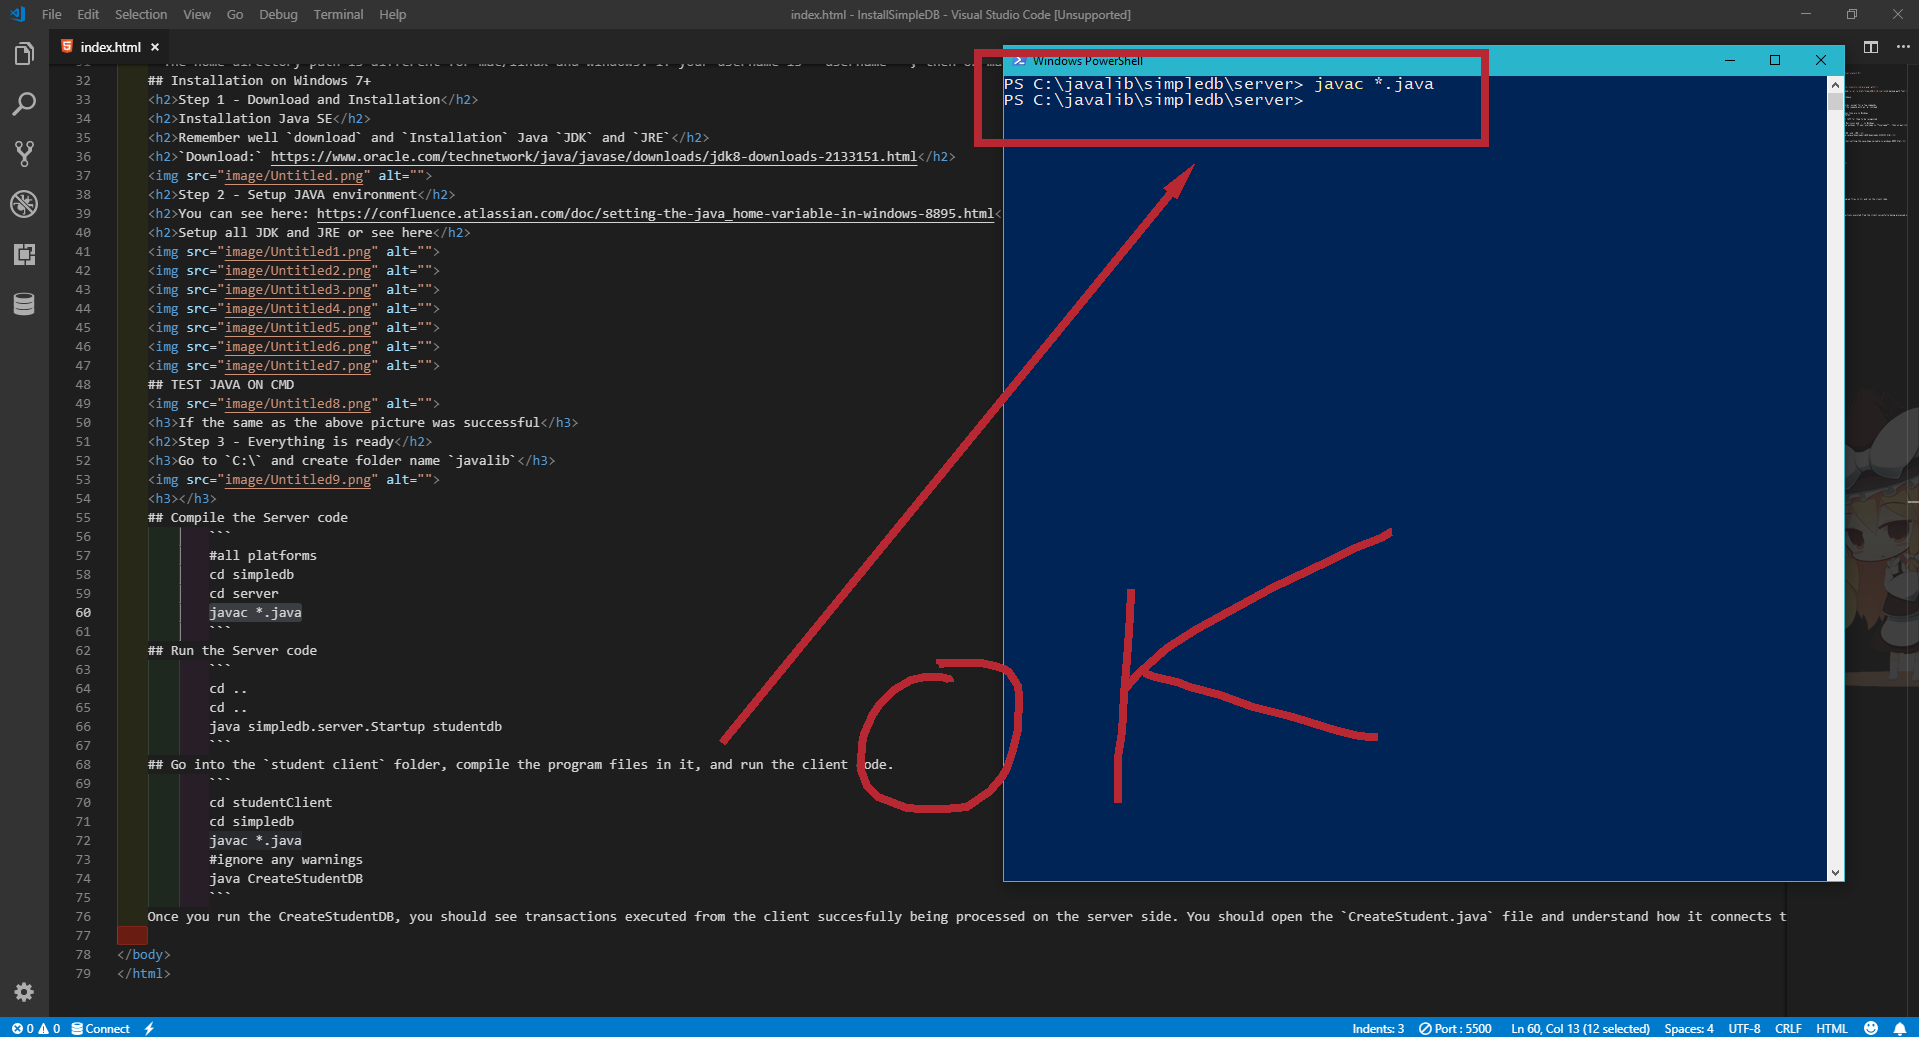 File Edit Selection View Go Debug Terminal Help
index.html - InstallSimpleDB - Visual Studio Code [Unsupported]
index.html ×
32 ## Installation on Windows 7+
33 <h2>Step 1 - Download and Installation</h2>
34 <h2>Installation Java SE</h2>
35 <h2>Remember well `download` and `Installation` Java `JDK` and `JRE`</h2>
36 <h2>`Download:` https://www.oracle.com/technetwork/java/javase/downloads/jdk8-downloads-2133151.html</h2>
37 <img src="image/Untitled.png" alt="">
38 <h2>Step 2 - Setup JAVA environment</h2>
39 <h2>You can see here: https://confluence.atlassian.com/doc/setting-the-java_home-variable-in-windows-8895.html<
40 <h2>Setup all JDK and JRE or see here</h2>
41 <img src="image/Untitled1.png" alt="">
42 <img src="image/Untitled2.png" alt="">
43 <img src="image/Untitled3.png" alt="">
44 <img src="image/Untitled4.png" alt="">
45 <img src="image/Untitled5.png" alt="">
46 <img src="image/Untitled6.png" alt="">
47 <img src="image/Untitled7.png" alt="">
48 ## TEST JAVA ON CMD
49 <img src="image/Untitled8.png" alt="">
50 <h3>If the same as the above picture was successful</h3>
51 <h2>Step 3 - Everything is ready</h2>
52 <h3>Go to `C:\` and create folder name `javalib`</h3>
53 <img src="image/Untitled9.png" alt="">
54 <h3></h3>
55 ## Compile the Server code
56 ```
57 #all platforms
58 cd simpledb
59 cd server
60 javac *.java
61 ```
62 ## Run the Server code
63 ```
64 cd ..
65 cd ..
66 java simpledb.server.Startup studentdb
67 ```
68 ## Go into the `student client` folder, compile the program files in it, and run the client code.
69 ```
70 cd studentClient
71 cd simpledb
72 javac *.java
73 #ignore any warnings
74 java CreateStudentDB
75 ```
76 Once you run the CreateStudentDB, you should see transactions executed from the client succesfully being processed on the server side. You should open the `CreateStudent.java` file and understand how it connects t
77
78 </body>
79 </html>
Windows PowerShell
PS C:\javalib\simpledb\server> javac *.java
PS C:\javalib\simpledb\server>
OK
0 0 Connect Indents: 3 Port : 5500 Ln 60, Col 13 (12 selected) Spaces: 4 UTF-8 CRLF HTML